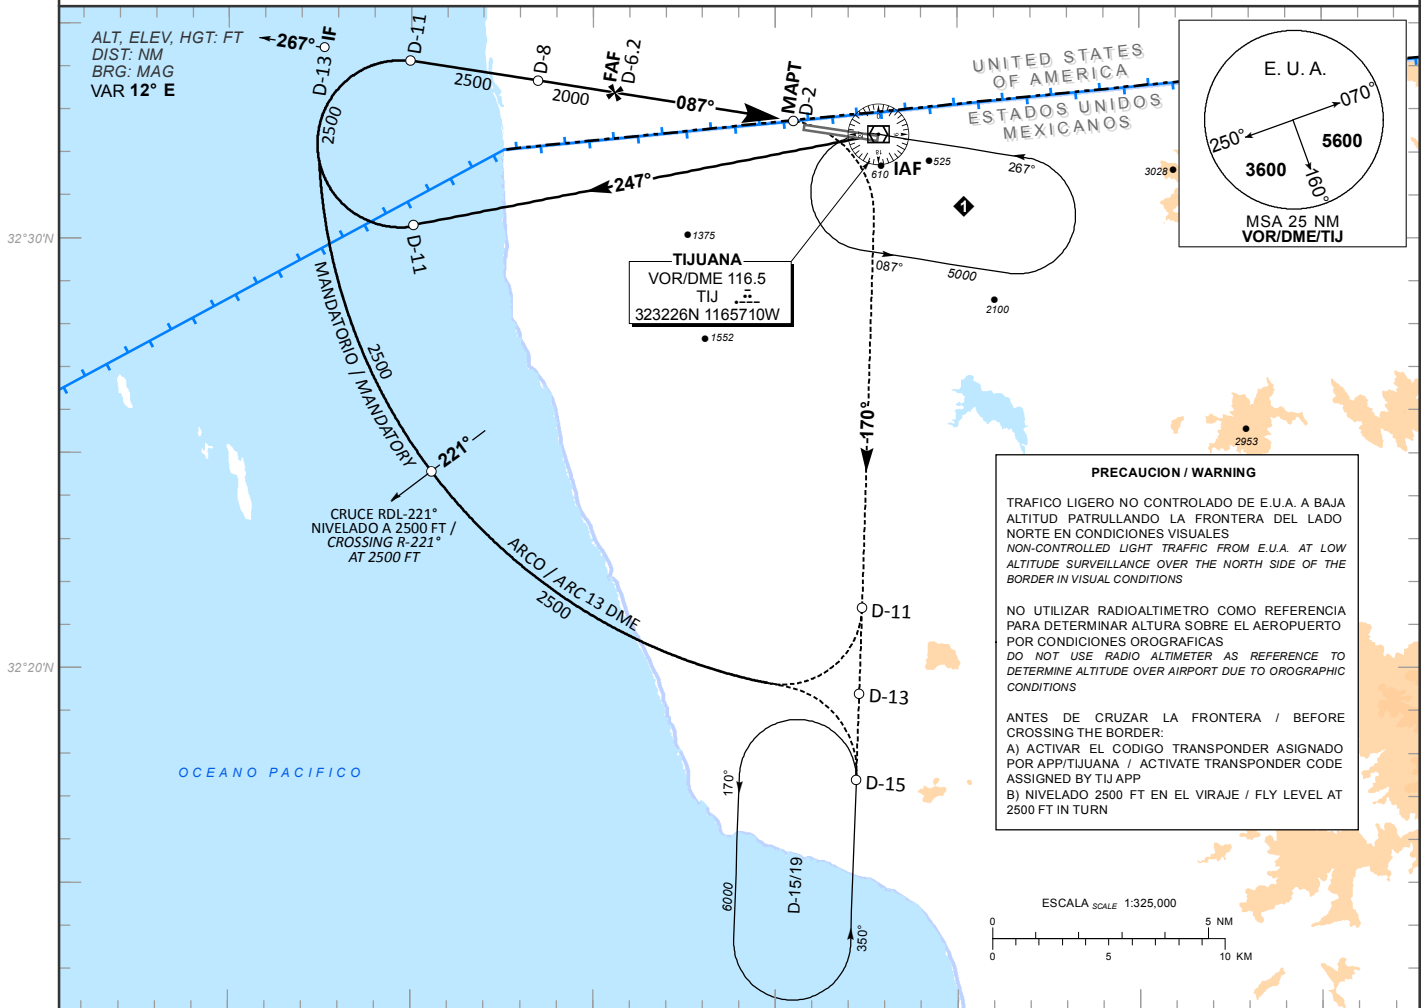 ALT, ELEV, HGT: FT
DIST: NM
BRG: MAG
VAR 12° E
267°
D-13 IF
D-11
2500
D-8
2000
FAF
D-6.2
087°
MAPT
D-2
UNITED STATES
OF AMERICA
ESTADOS UNIDOS
MEXICANOS
E. U. A.
070°
250°
5600
3600
160°
MSA 25 NM
VOR/DME/TIJ
2500
247°
D-11
610
IAF
525
267°
1
3028
087°
5000
32°30'N
1375
TIJUANA
VOR/DME 116.5
TIJ
323226N 1165710W
1552
2100
MANDATORIO / MANDATORY
2500
170°
2953
221°
CRUCE RDL-221°
NIVELADO A 2500 FT /
CROSSING R-221°
AT 2500 FT
ARCO / ARC 13 DME
2500
D-11
32°20'N
D-13
D-15
170°
6000
D-15/19
350°
OCEANO PACIFICO
PRECAUCION / WARNING
TRAFICO LIGERO NO CONTROLADO DE E.U.A. A BAJA
ALTITUD PATRULLANDO LA FRONTERA DEL LADO
NORTE EN CONDICIONES VISUALES
NON-CONTROLLED LIGHT TRAFFIC FROM E.U.A. AT LOW
ALTITUDE SURVEILLANCE OVER THE NORTH SIDE OF THE
BORDER IN VISUAL CONDITIONS
NO UTILIZAR RADIOALTIMETRO COMO REFERENCIA
PARA DETERMINAR ALTURA SOBRE EL AEROPUERTO
POR CONDICIONES OROGRAFICAS
DO NOT USE RADIO ALTIMETER AS REFERENCE TO
DETERMINE ALTITUDE OVER AIRPORT DUE TO OROGRAPHIC
CONDITIONS
ANTES DE CRUZAR LA FRONTERA / BEFORE
CROSSING THE BORDER:
A) ACTIVAR EL CODIGO TRANSPONDER ASIGNADO
POR APP/TIJUANA / ACTIVATE TRANSPONDER CODE
ASSIGNED BY TIJ APP
B) NIVELADO 2500 FT EN EL VIRAJE / FLY LEVEL AT
2500 FT IN TURN
ESCALA SCALE 1:325,000
0 5 NM
0 5 10 KM